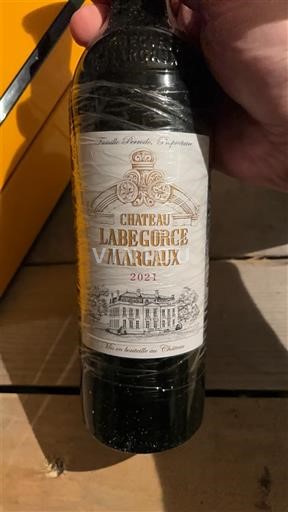 Famille Perrodo, Propriétaire
CHATEAU
LABEGORCE
MARGAUX
2021
Mis en bouteille au Château